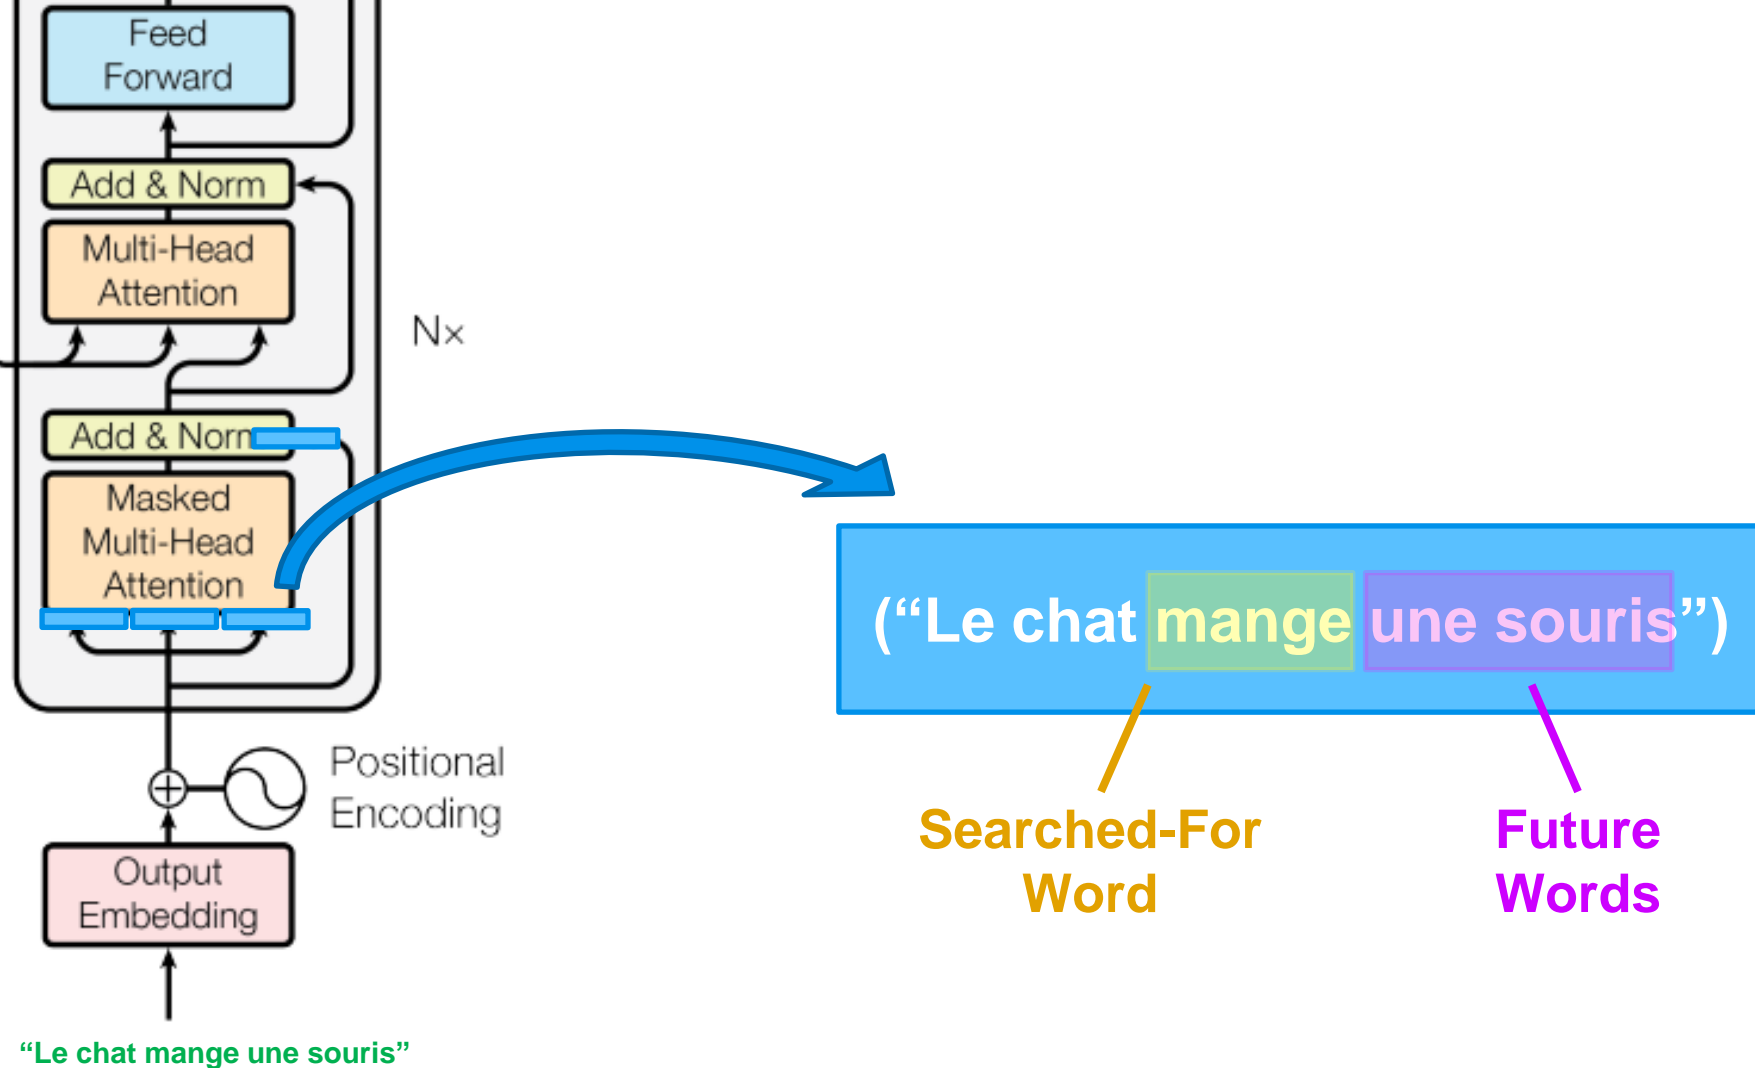 Feed
Forward
Add & Norm
Multi-Head
Attention
N×
Add & Norm
Masked
Multi-Head
Attention
(“Le chat mange une souris”)
Positional
Encoding
Searched-For
Word
Future
Words
Output
Embedding
“Le chat mange une souris”